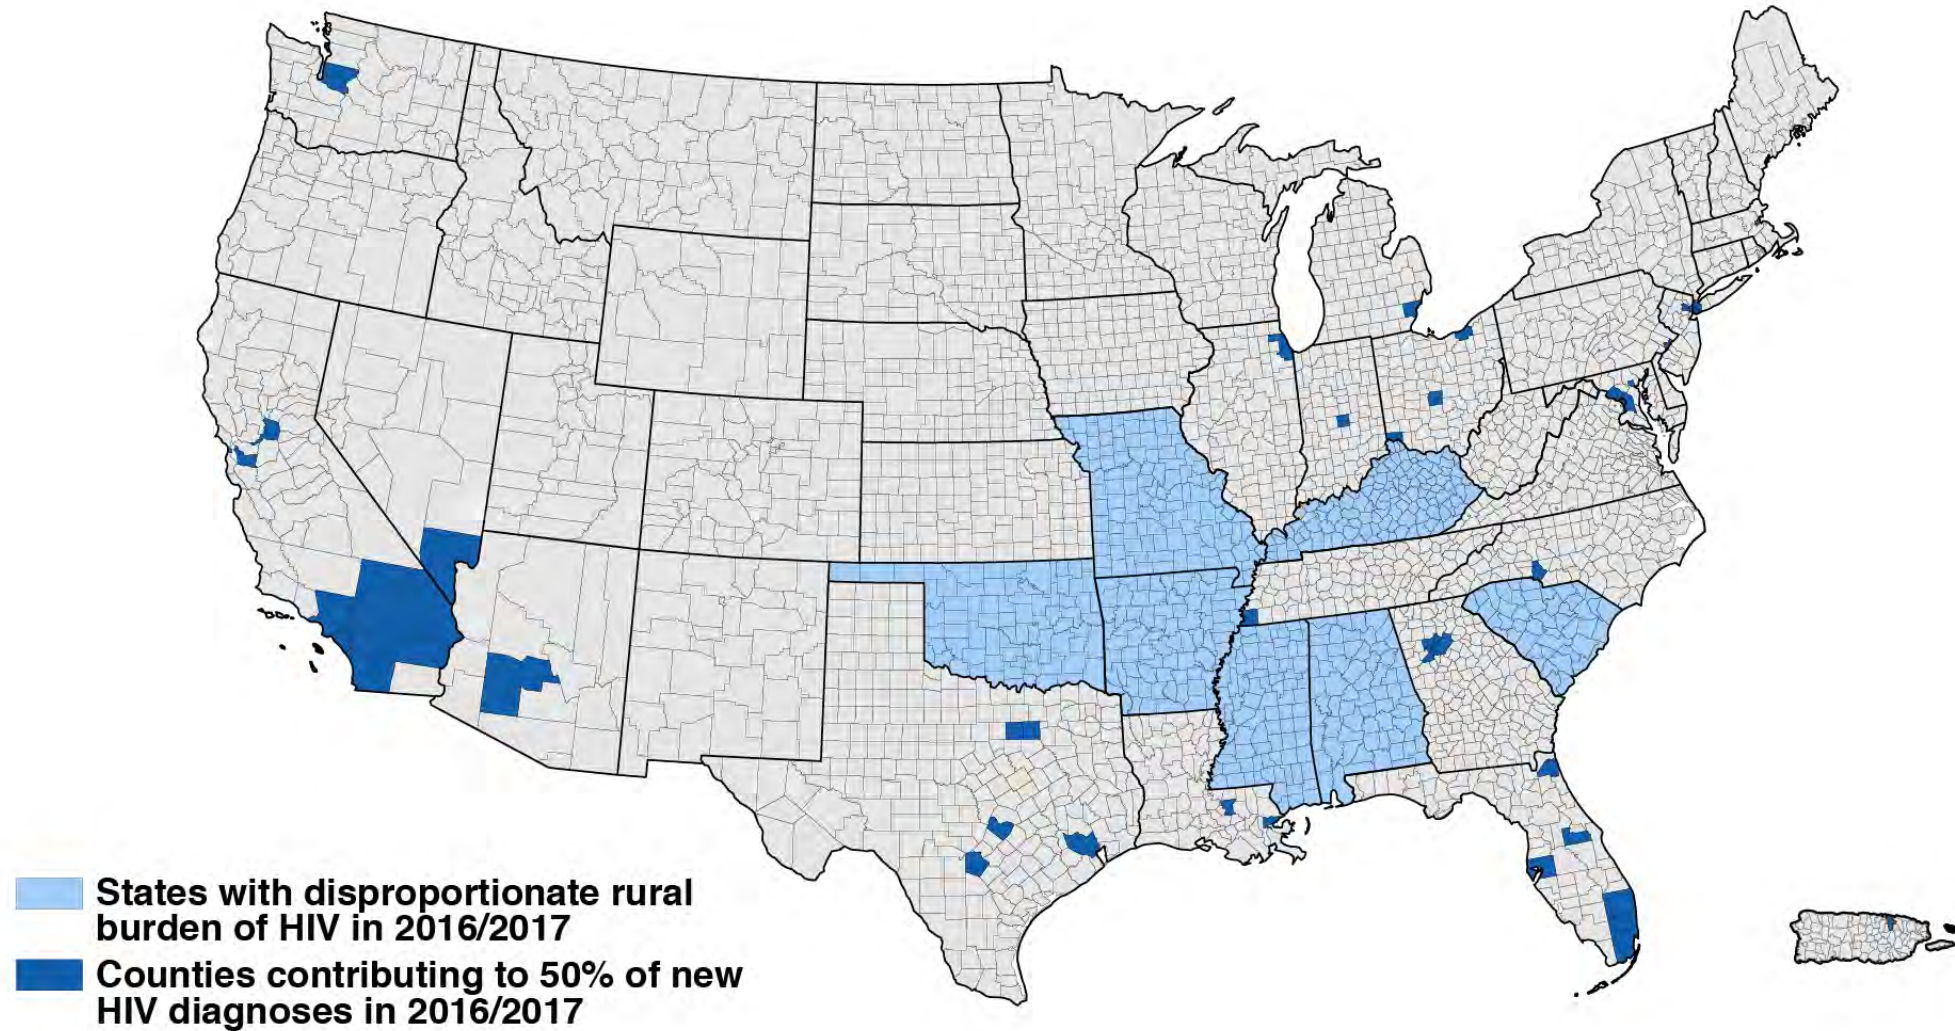 States with disproportionate rural
burden of HIV in 2016/2017
Counties contributing to 50% of new
HIV diagnoses in 2016/2017